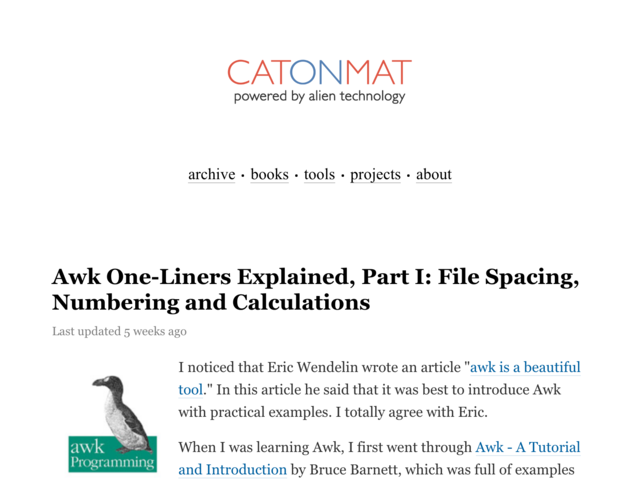 CATONMAT
powered by alien technology
archive • books • tools • projects • about
Awk One-Liners Explained, Part I: File Spacing,
Numbering and Calculations
Last updated 5 weeks ago
I noticed that Eric Wendelin wrote an article "awk is a beautiful
tool." In this article he said that it was best to introduce Awk
with practical examples. I totally agree with Eric.
awk
Programming
When I was learning Awk, I first went through Awk - A Tutorial
and Introduction by Bruce Barnett, which was full of examples